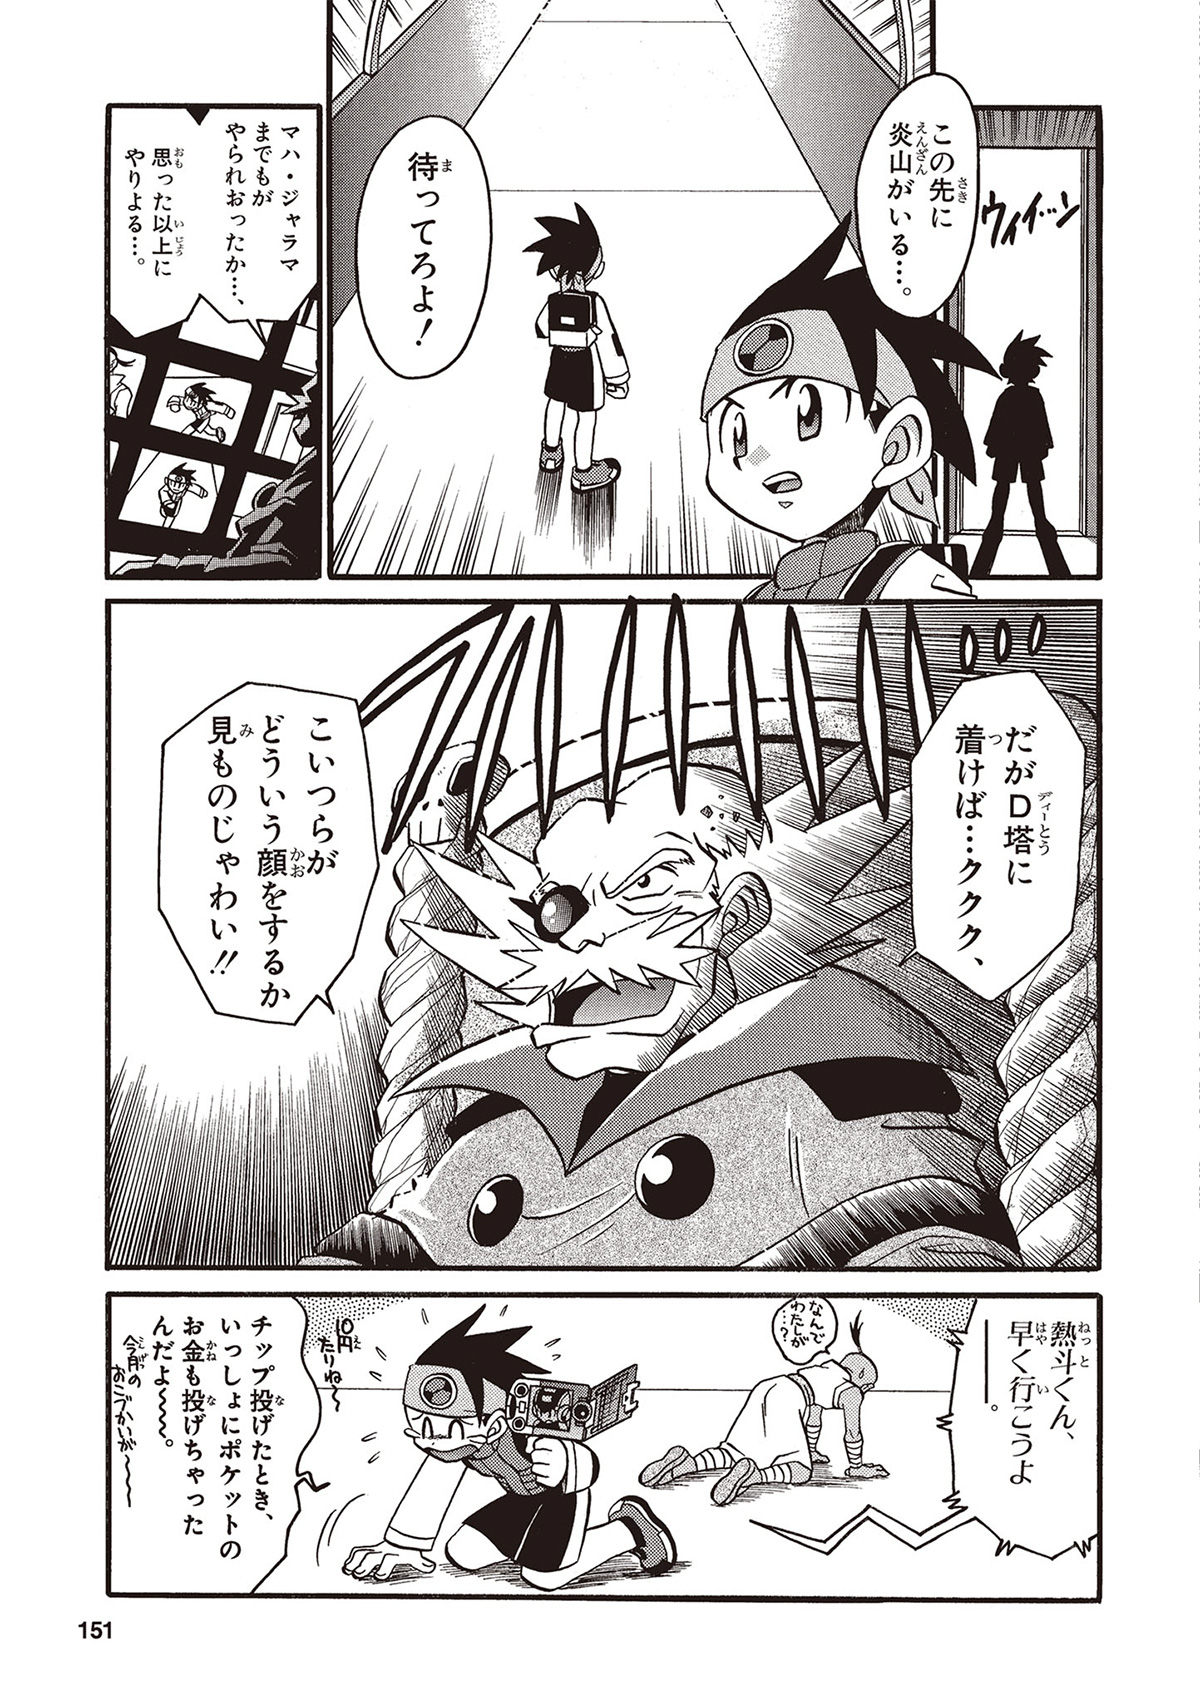 ウィイ…ン
この先に
炎山がいる…。
待ってろよ!
マハ・ジャラマ
までもが
やられおったか…、
思った以上に
やりよる…。
だがD塔に
着けば…ククク、
こいつらが
どういう顔をするか
見ものじゃわい!!
熱斗くん、
早く行こうよ
――。
なんで
わたしが
…?
10円
たりね〜
チップ投げたとき、
いっしょにポケットの
お金も投げちゃった
んだよ〜〜。
今月の
おこづかいが〜〜
151